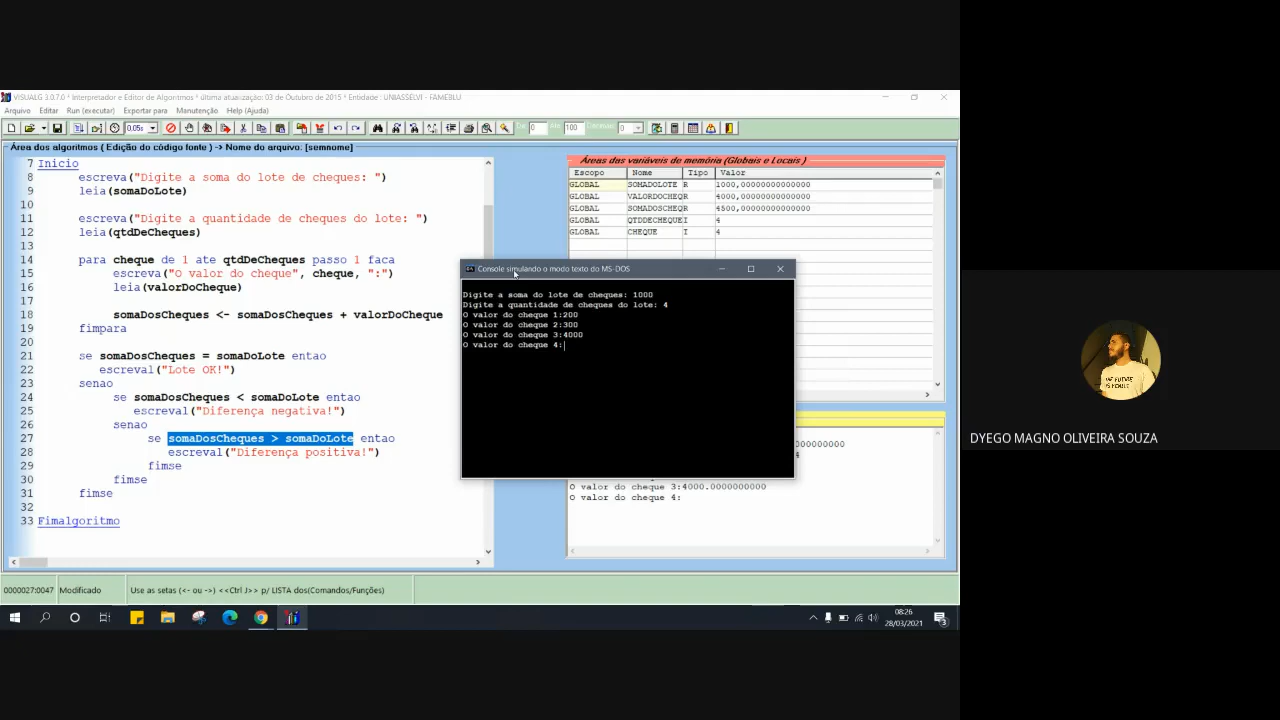 VISUALG 3.0.7.0 * Interpretador e Editor de Algoritmos * última atualização: 03 de Outubro de 2015 * Entidade : UNIASSELVI - FAMEBLU
Arquivo Editar Run (executar) Exportar para Manutenção Help (Ajuda)
0.05s De 0 Ate 100 Decimais 0
Área dos algoritmos ( Edição do código fonte ) -> Nome do arquivo: [semnome]
7 Inicio
8 escreva("Digite a soma do lote de cheques: ")
9 leia(somaDoLote)
10
11 escreva("Digite a quantidade de cheques do lote: ")
12 leia(qtdDeCheques)
13
14 para cheque de 1 ate qtdDeCheques passo 1 faca
15 escreva("O valor do cheque", cheque, ":")
16 leia(valorDoCheque)
17
18 somaDosCheques <- somaDosCheques + valorDoCheque
19 fimpara
20
21 se somaDosCheques = somaDoLote entao
22 escreval("Lote OK!")
23 senao
24 se somaDosCheques < somaDoLote entao
25 escreval("Diferença negativa!")
26 senao
27 se somaDosCheques > somaDoLote entao
28 escreval("Diferença positiva!")
29 fimse
30 fimse
31 fimse
32
33 Fimalgoritmo
Áreas das variáveis de memória (Globais e Locais )
Escopo Nome Tipo Valor
GLOBAL SOMADOLOTE R 1000,00000000000000
GLOBAL VALORDOCHEQ R 4000,00000000000000
GLOBAL SOMADOSCHEQ R 4500,00000000000000
GLOBAL QTDDECHEQUE I 4
GLOBAL CHEQUE I 4
Console simulando o modo texto do MS-DOS
Digite a soma do lote de cheques: 1000
Digite a quantidade de cheques do lote: 4
O valor do cheque 1:200
O valor do cheque 2:300
O valor do cheque 3:4000
O valor do cheque 4:
O valor do cheque 3:4000.0000000000
O valor do cheque 4:
0000027:0047 Modificado Use as setas (<- ou ->) <<Ctrl J>> p/ LISTA dos(Comandos/Funções)
08:26
28/03/2021
3
DYEGO MAGNO OLIVEIRA SOUZA